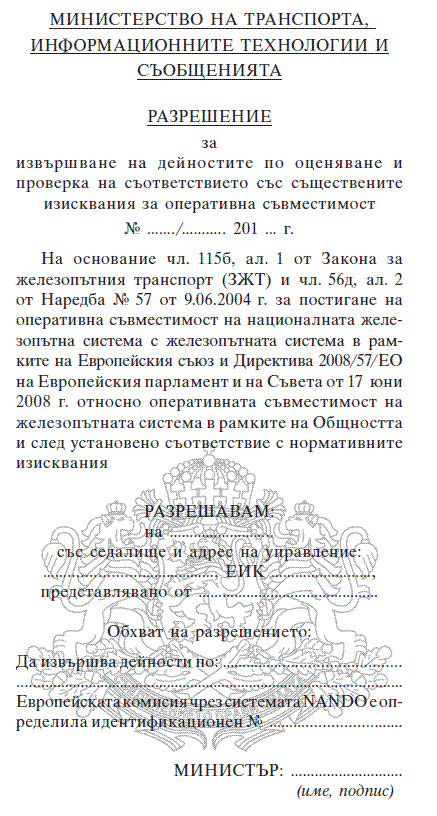 МИНИСТЕРСТВО НА ТРАНСПОРТА,
ИНФОРМАЦИОННИТЕ ТЕХНОЛОГИИ И
СЪОБЩЕНИЯТА
РАЗРЕШЕНИЕ
за
извършване на дейностите по оценяване и
проверка на съответствието със съществените
изисквания за оперативна съвместимост
№ ......./........... 201 ... г.
На основание чл. 115б, ал. 1 от Закона за
железопътния транспорт (ЗЖТ) и чл. 56д, ал. 2
от Наредба № 57 от 9.06.2004 г. за постигане на
оперативна съвместимост на националната желе-
зопътна система с железопътната система в рам-
ките на Европейския съюз и Директива 2008/57/ЕО
на Европейския парламент и на Съвета от 17 юни
2008 г. относно оперативната съвместимост на
железопътната система в рамките на Общността
и след установено съответствие с нормативните
изисквания
РАЗРЕШАВАМ:
на ..........................
със седалище и адрес на управление:
..........................................., ЕИК .........................,
представлявано от .............................................
Обхват на разрешението:
Да извършва дейности по: .............................................
.................................................................................................
Европейската комисия чрез системата NANDO е оп-
ределила идентификационен № ..................................
МИНИСТЪР: ............................
(име, подпис)